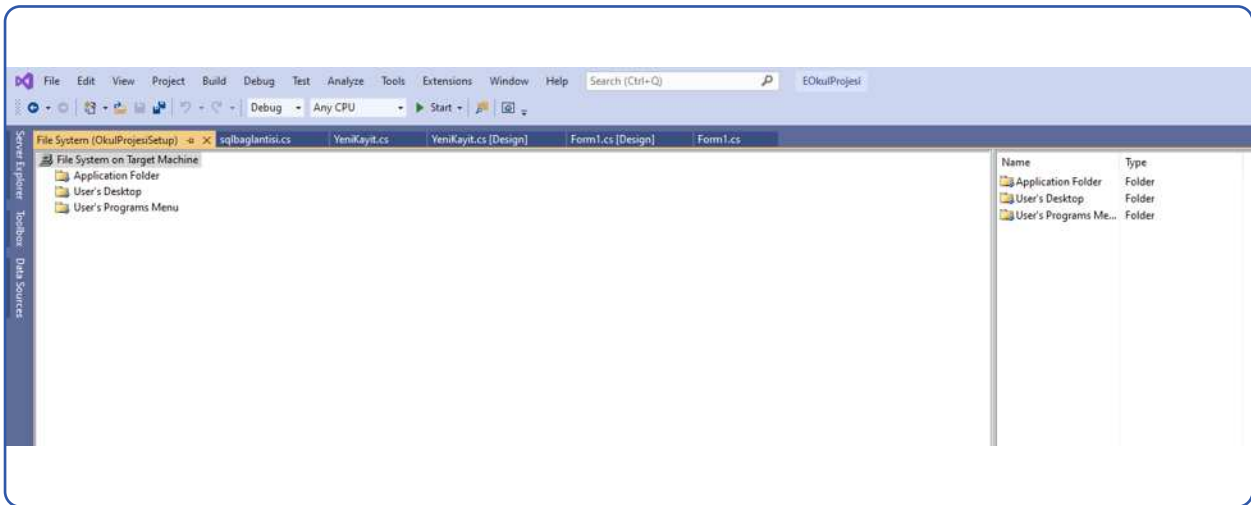 File Edit View Project Build Debug Test Analyze Tools Extensions Window Help Search (Ctrl+Q) EOkulProjesi
Debug Any CPU Start
File System (OkulProjesiSetup) sqlbaglantisi.cs YeniKayit.cs YeniKayit.cs [Design] Form1.cs [Design] Form1.cs
Server Explorer
Toolbox
Data Sources
File System on Target Machine
Application Folder
User's Desktop
User's Programs Menu
Name Type
Application Folder Folder
User's Desktop Folder
User's Programs Me... Folder